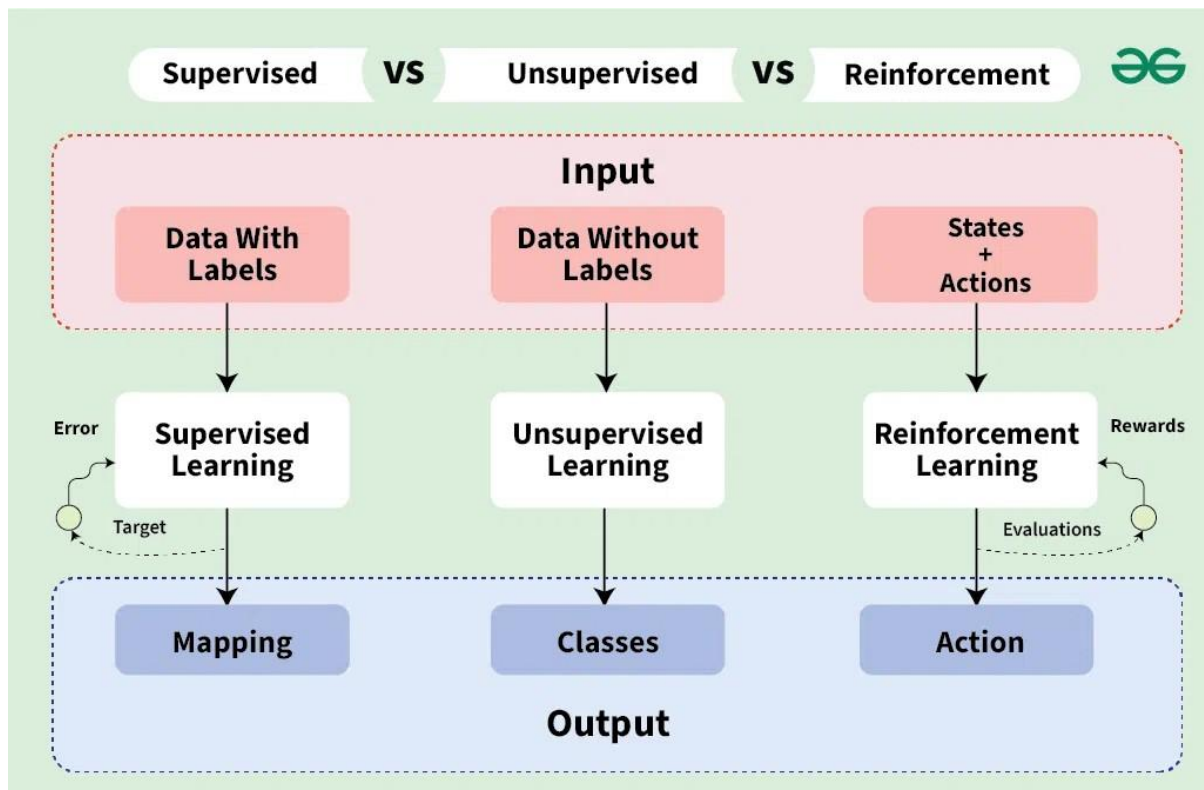 Supervised VS Unsupervised VS Reinforcement
Input
Data With
Labels
Data Without
Labels
States
+
Actions
Error
Supervised
Learning
Target
Unsupervised
Learning
Reinforcement
Learning
Rewards
Evaluations
Mapping
Classes
Action
Output